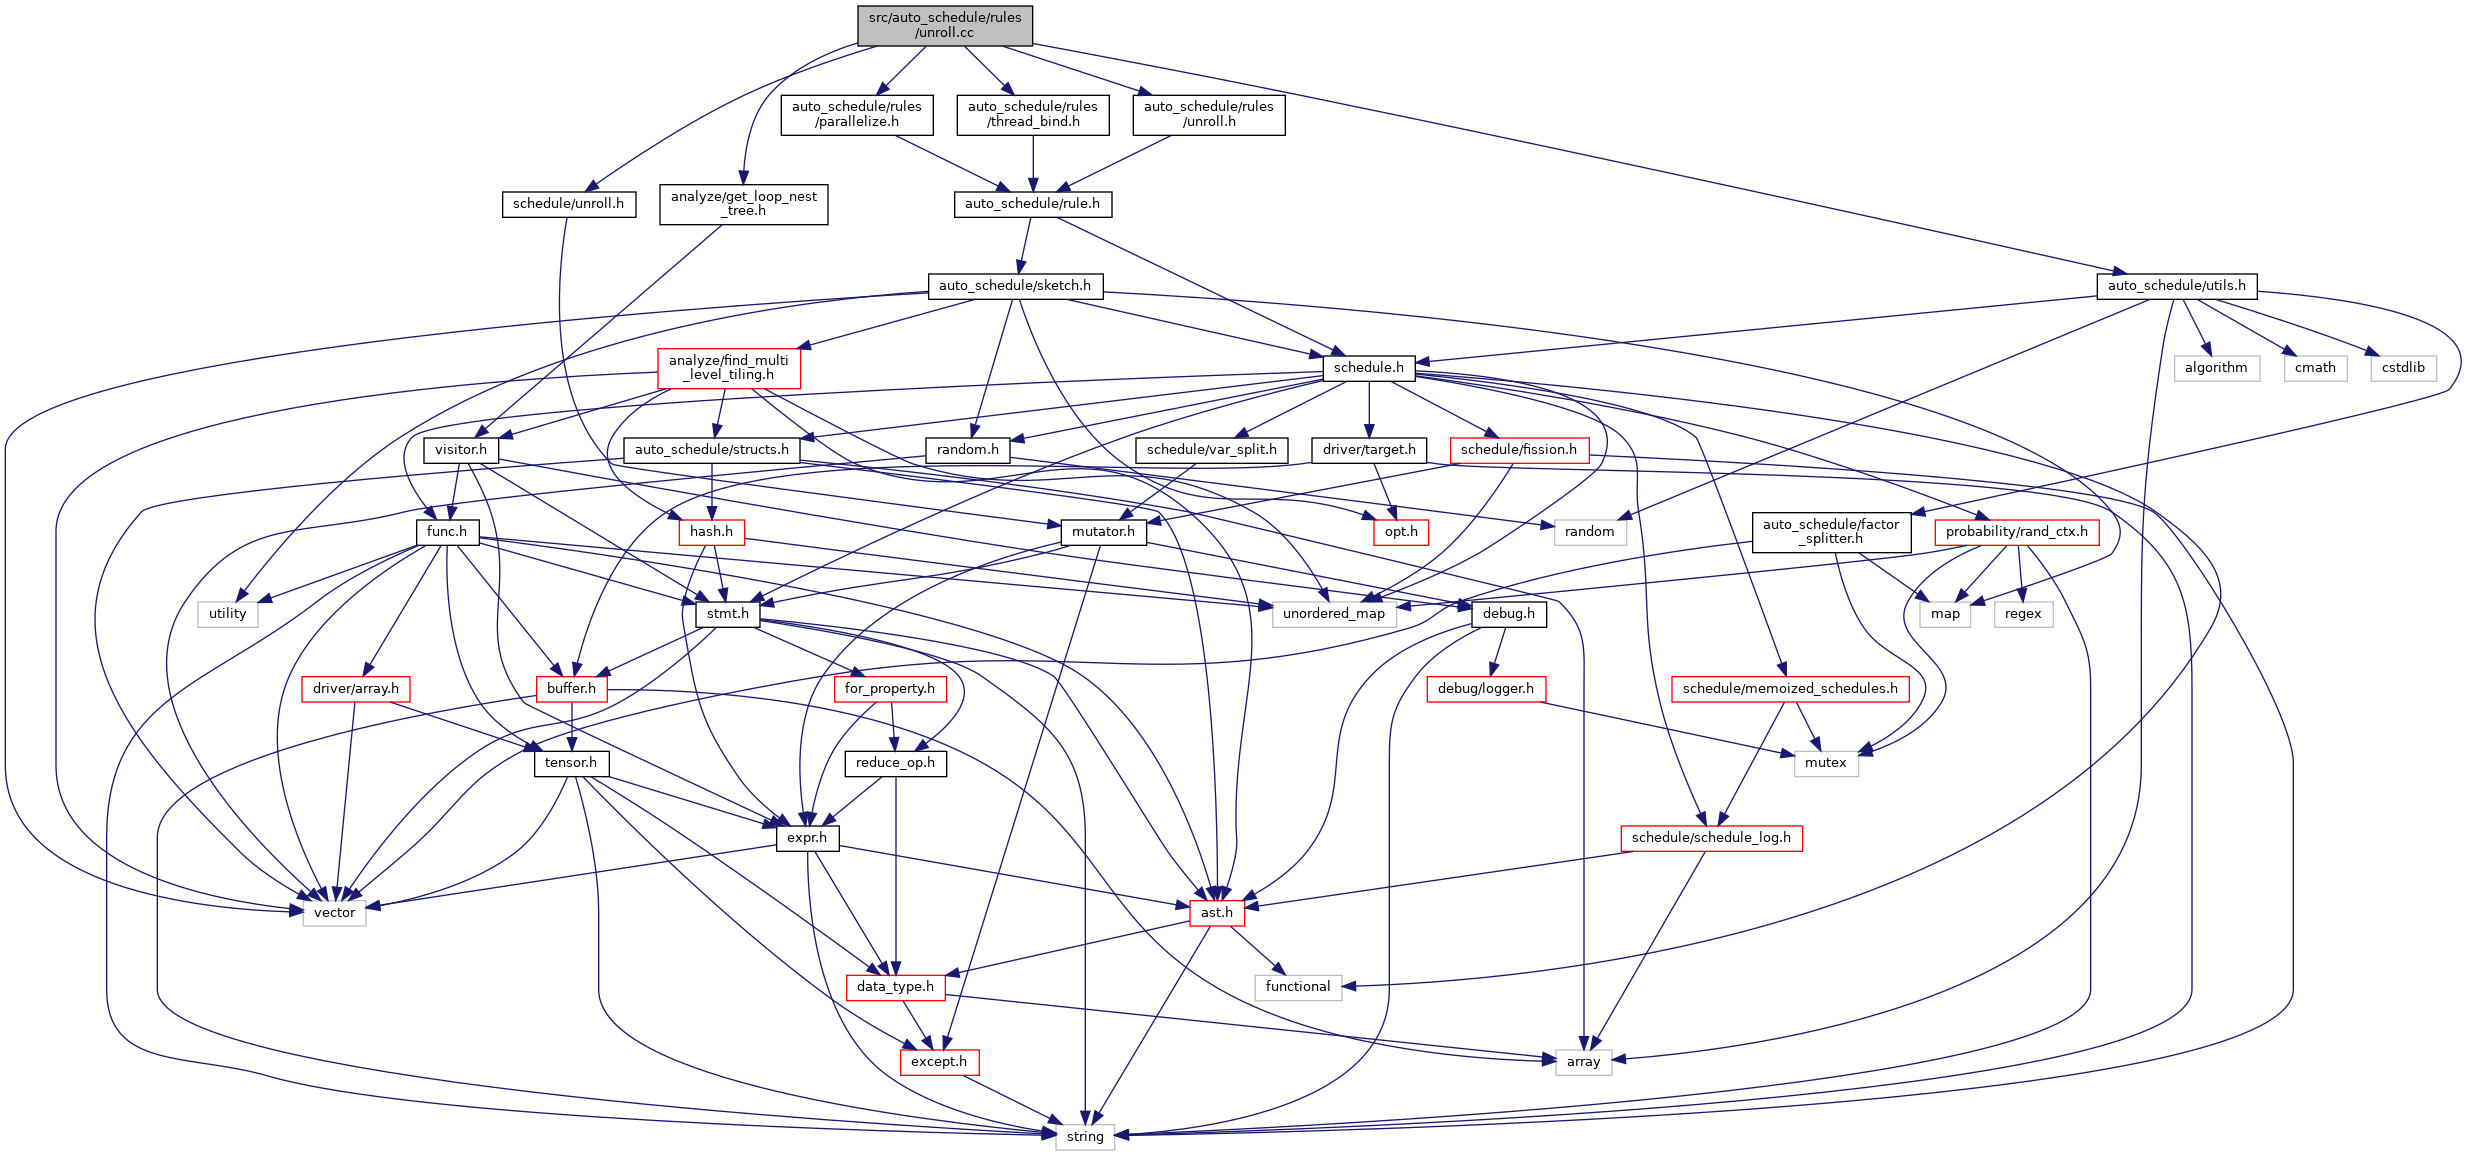 src/auto_schedule/rules
/unroll.cc
auto_schedule/rules
/parallelize.h
auto_schedule/rules
/thread_bind.h
auto_schedule/rules
/unroll.h
schedule/unroll.h
analyze/get_loop_nest
_tree.h
auto_schedule/rule.h
auto_schedule/sketch.h
auto_schedule/utils.h
analyze/find_multi
_level_tiling.h
schedule.h
algorithm
cmath
cstdlib
visitor.h
auto_schedule/structs.h
random.h
schedule/var_split.h
driver/target.h
schedule/fission.h
func.h
hash.h
mutator.h
opt.h
random
auto_schedule/factor
_splitter.h
probability/rand_ctx.h
utility
stmt.h
unordered_map
debug.h
map
regex
driver/array.h
buffer.h
for_property.h
debug/logger.h
schedule/memoized_schedules.h
tensor.h
reduce_op.h
mutex
expr.h
schedule/schedule_log.h
vector
ast.h
data_type.h
functional
except.h
array
string